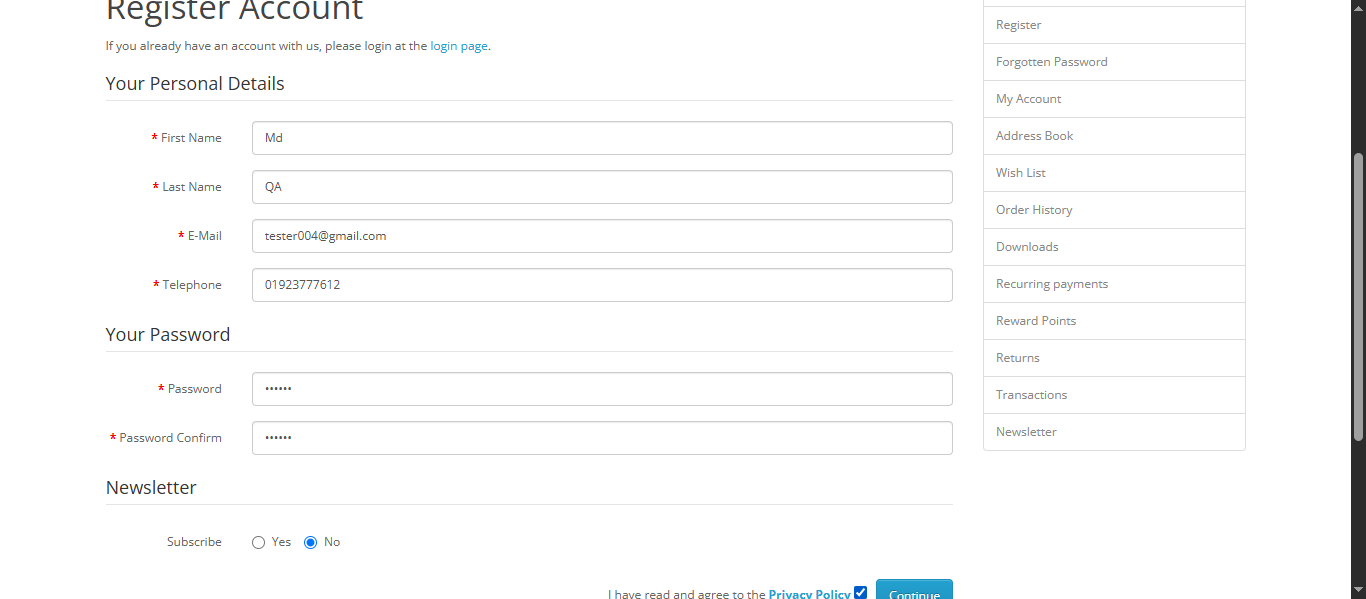 Register Account
If you already have an account with us, please login at the login page.
Your Personal Details
* First Name
Md
* Last Name
QA
* E-Mail
tester004@gmail.com
* Telephone
01923777612
Your Password
* Password
••••••
* Password Confirm
••••••
Newsletter
Subscribe
Yes
No
I have read and agree to the Privacy Policy
Continue
Register
Forgotten Password
My Account
Address Book
Wish List
Order History
Downloads
Recurring payments
Reward Points
Returns
Transactions
Newsletter